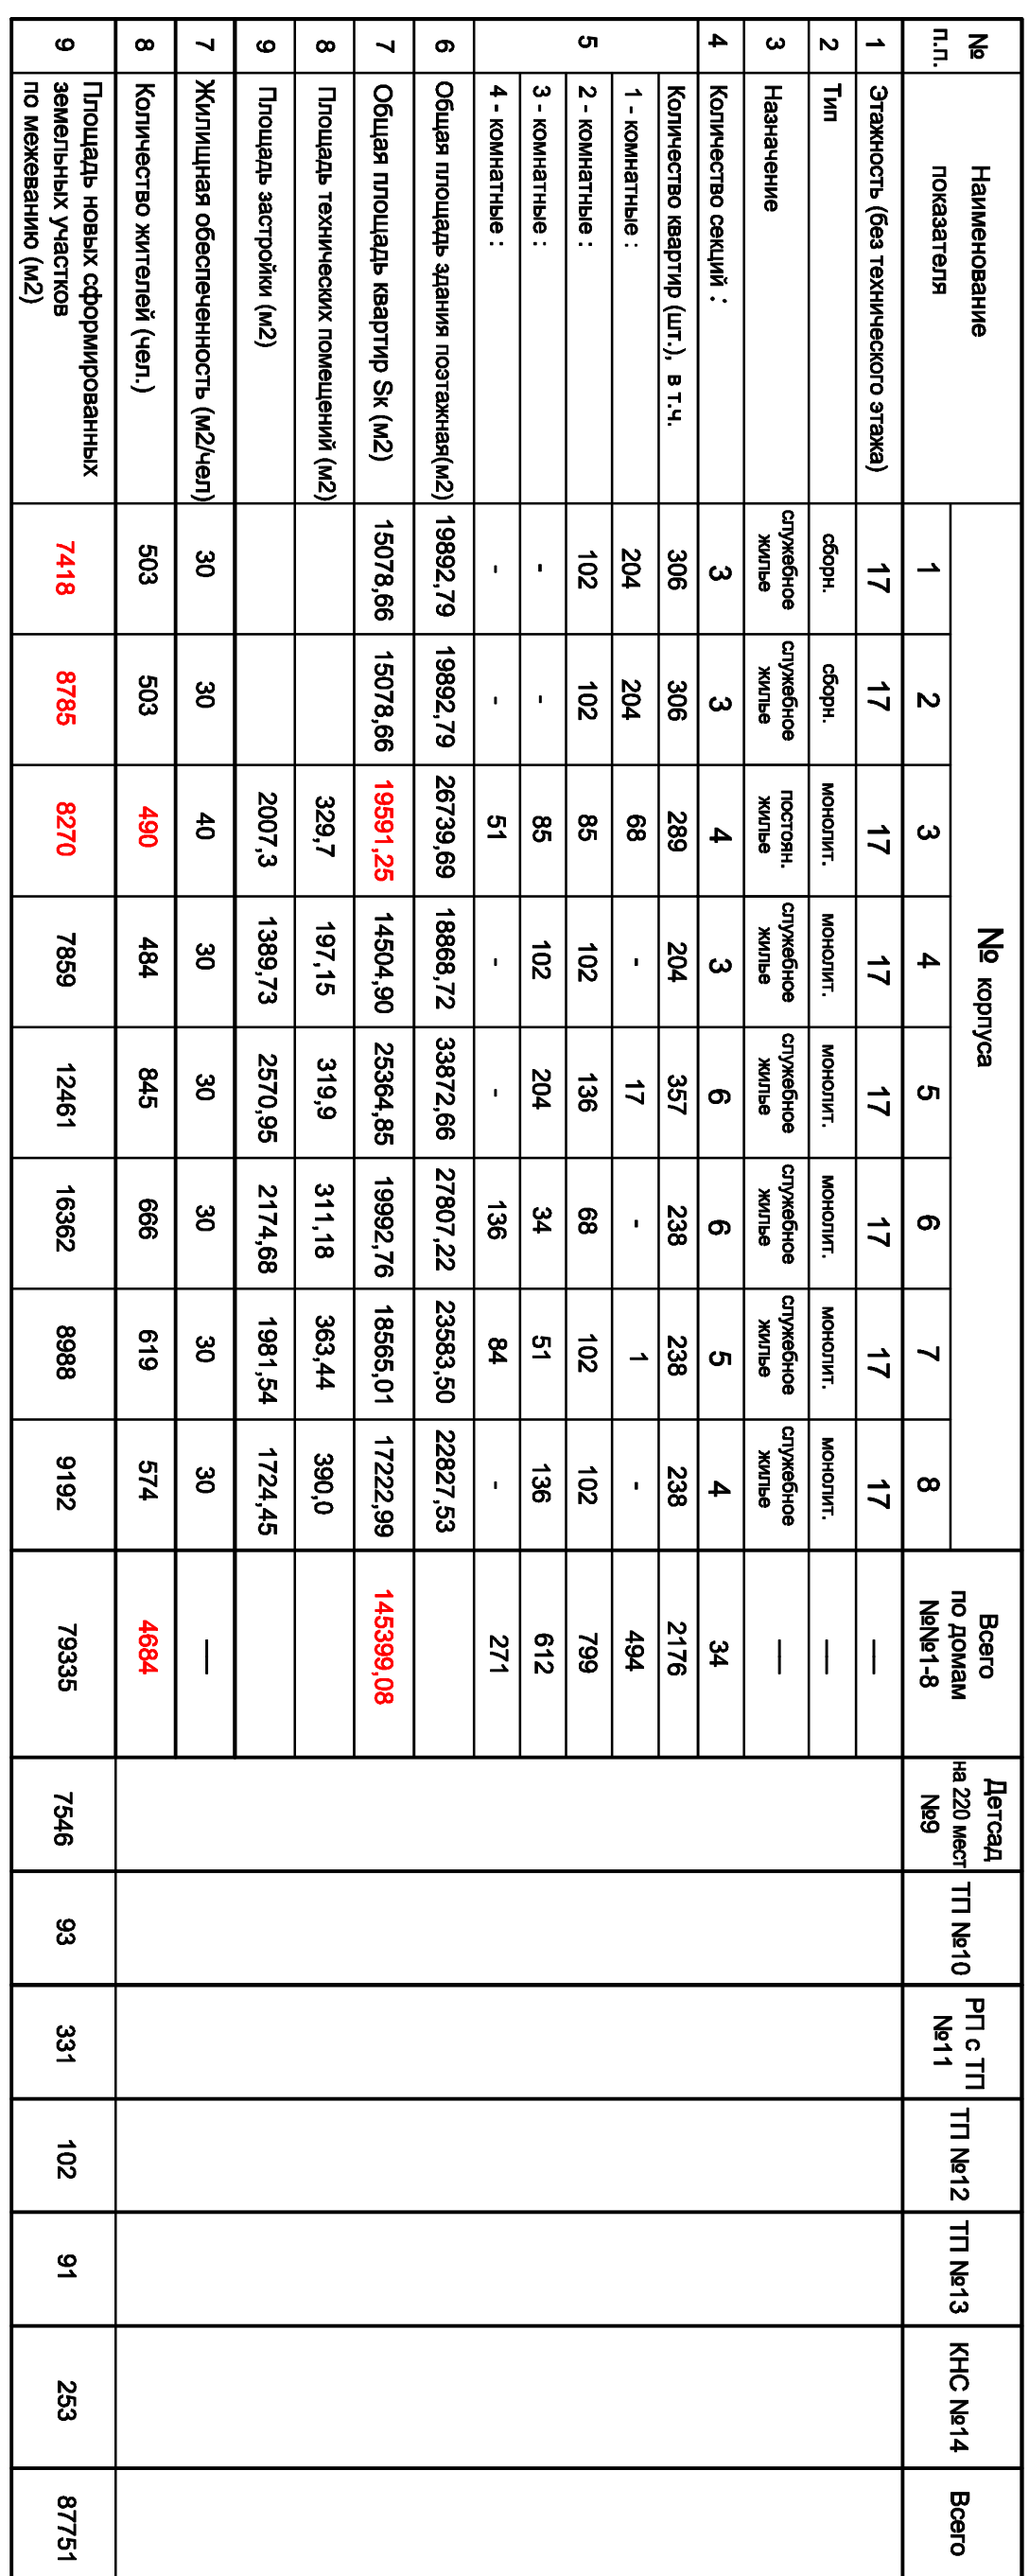 № п.п.
Наименование показателя
№ корпуса
Всего по домам №№1-8
Детсад на 220 мест №9
ТП №10
РП с ТП №11
ТП №12
ТП №13
КНС №14
Всего
1 2 3 4 5 6 7 8
1 Этажность (без технического этажа) 17 17 17 17 17 17 17 17 —
2 Тип сборн. сборн. монолит. монолит. монолит. монолит. монолит. монолит. —
3 Назначение служебное жилье служебное жилье постоян. жилье служебное жилье служебное жилье служебное жилье служебное жилье служебное жилье —
4 Количество секций : 3 3 4 3 6 6 5 4 34
5 Количество квартир (шт.), в т.ч. 306 306 289 204 357 238 238 238 2176
1 - комнатные : 204 204 68 - 17 - 1 - 494
2 - комнатные : 102 102 85 102 136 68 102 102 799
3 - комнатные : - - 85 102 204 34 51 136 612
4 - комнатные : - - 51 - - 136 84 - 271
6 Общая площадь здания поэтажная(м2) 19892,79 19892,79 26739,69 18868,72 33872,66 27807,22 23583,50 22827,53
7 Общая площадь квартир Sк (м2) 15078,66 15078,66 19591,25 14504,90 25364,85 19992,76 18565,01 17222,99 145399,08
8 Площадь технических помещений (м2) 329,7 197,15 319,9 311,18 363,44 390,0
9 Площадь застройки (м2) 2007,3 1389,73 2570,95 2174,68 1981,54 1724,45
7 Жилищная обеспеченность (м2/чел) 30 30 40 30 30 30 30 30 —
8 Количество жителей (чел.) 503 503 490 484 845 666 619 574 4684
9 Площадь новых сформированных
земельных участков
по межеванию (м2)
7418 8785 8270 7859 12461 16362 8988 9192 79335 7546 93 331 102 91 253 87751